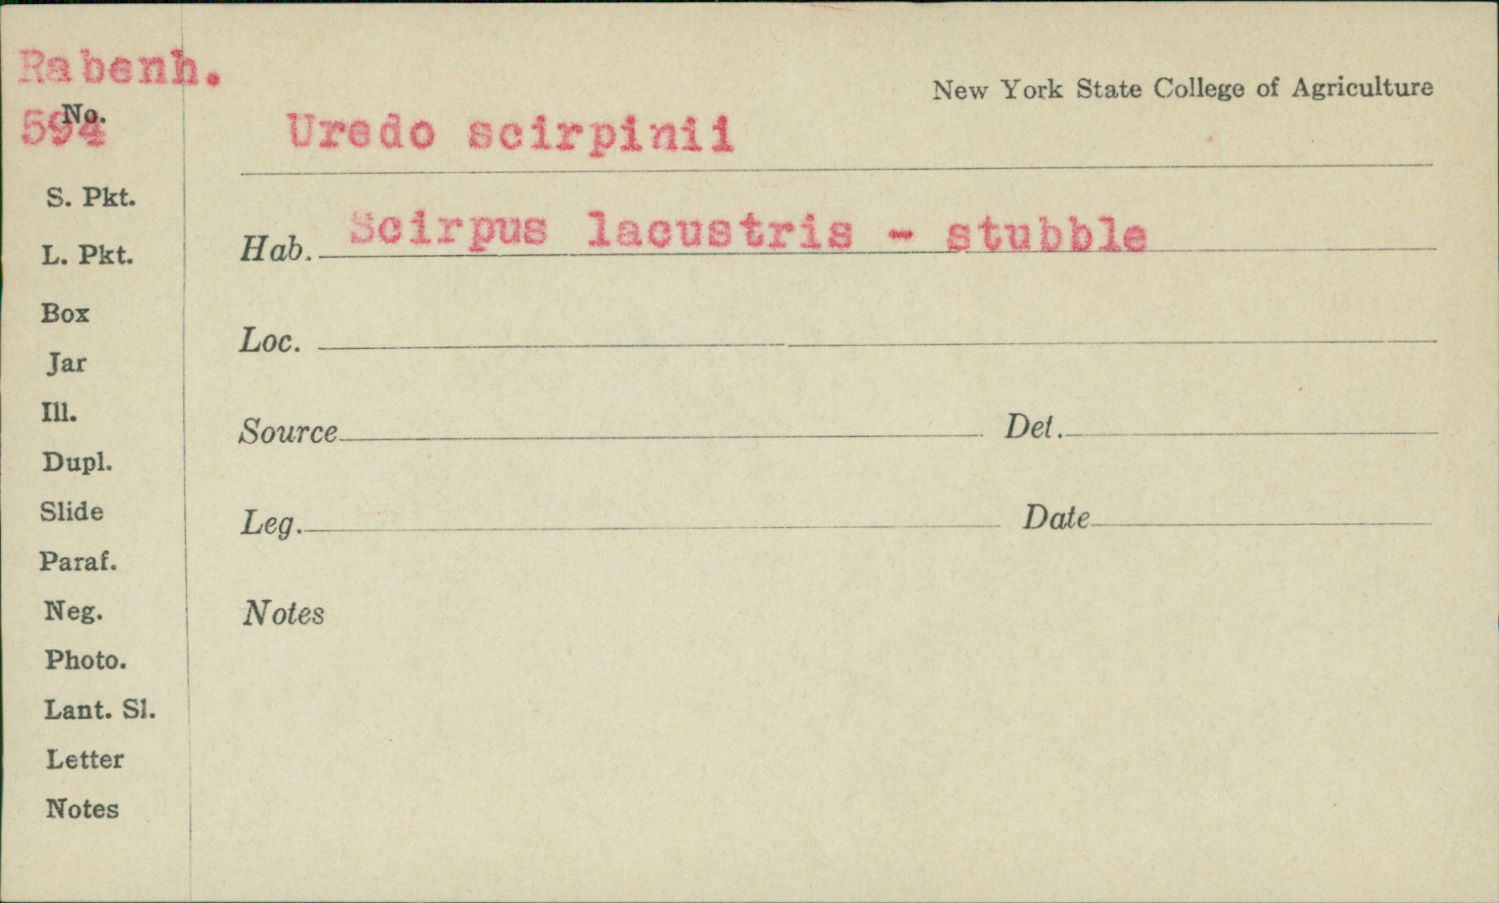 Rabenh.
No.
594
New York State College of Agriculture
Uredo scirpinii
S. Pkt.
Hab. Scirpus lacustris - stubble
L. Pkt.
Box
Loc.
Jar
Ill.
Source Det.
Dupl.
Slide
Leg. Date
Paraf.
Neg.
Notes
Photo.
Lant. Sl.
Letter
Notes